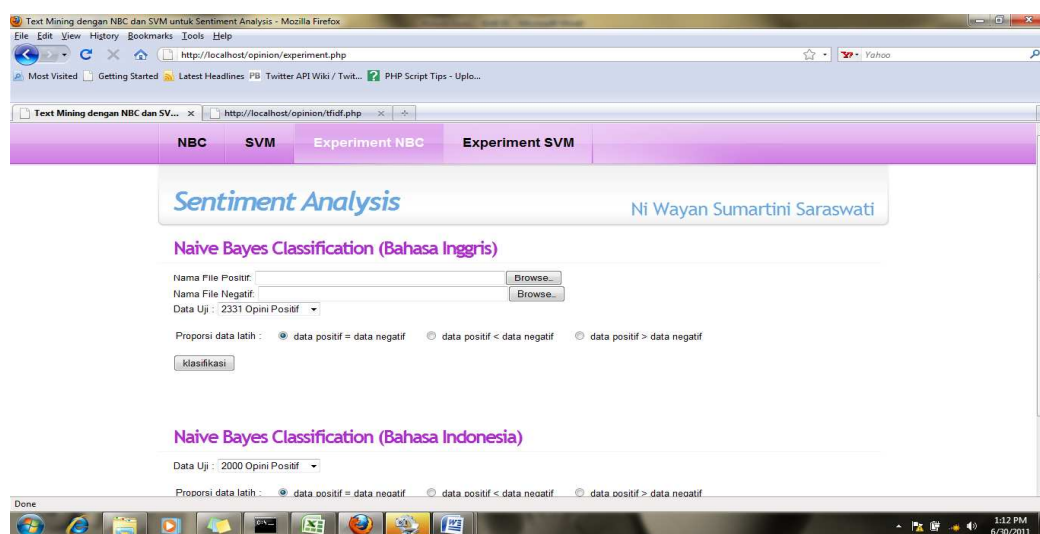 Text Mining dengan NBC dan SVM untuk Sentiment Analysis - Mozilla Firefox
File Edit View History Bookmarks Tools Help
http://localhost/opinion/experiment.php
Yahoo
Most Visited Getting Started Latest Headlines PB Twitter API Wiki / Twit... PHP Script Tips - Uplo...
Text Mining dengan NBC dan SV... http://localhost/opinion/tfidf.php
NBC SVM Experiment NBC Experiment SVM
Sentiment Analysis
Ni Wayan Sumartini Saraswati
Naive Bayes Classification (Bahasa Inggris)
Nama File Positif: Browse...
Nama File Negatif: Browse...
Data Uji : 2331 Opini Positif
Proporsi data latih : data positif = data negatif data positif < data negatif data positif > data negatif
klasifikasi
Naive Bayes Classification (Bahasa Indonesia)
Data Uji : 2000 Opini Positif
Proporsi data latih : data positif = data negatif data positif < data negatif data positif > data negatif
Done
1:12 PM
6/30/2011